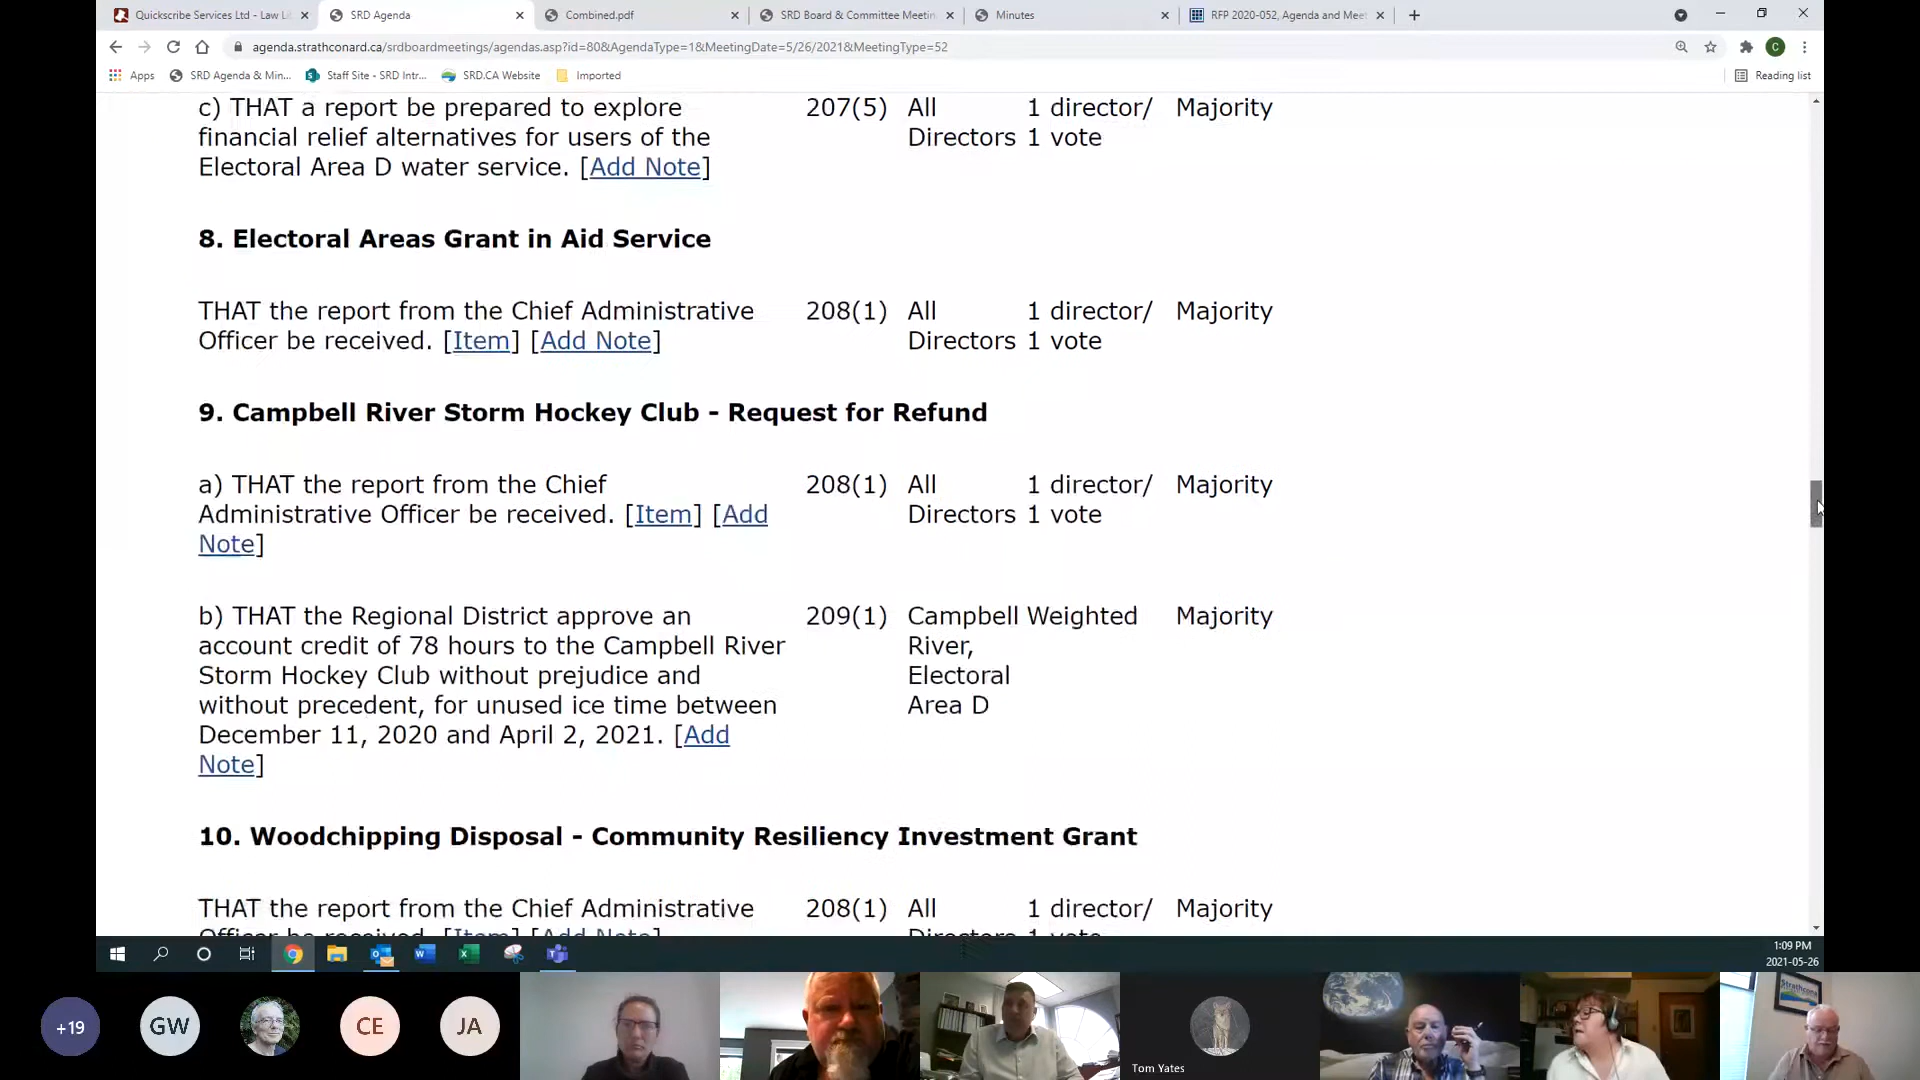 Quickscribe Services Ltd - Law Li
SRD Agenda
Combined.pdf
SRD Board & Committee Meetin
Minutes
RFP 2020-052, Agenda and Meet
agenda.strathconard.ca/srdboardmeetings/agendas.asp?id=80&AgendaType=1&MeetingDate=5/26/2021&MeetingType=52
C
Apps
SRD Agenda & Min...
Staff Site - SRD Intr...
SRD.CA Website
Imported
Reading list
c) THAT a report be prepared to explore 207(5) All 1 director/ Majority
financial relief alternatives for users of the Directors 1 vote
Electoral Area D water service. [Add Note]
8. Electoral Areas Grant in Aid Service
THAT the report from the Chief Administrative 208(1) All 1 director/ Majority
Officer be received. [Item] [Add Note] Directors 1 vote
9. Campbell River Storm Hockey Club - Request for Refund
a) THAT the report from the Chief 208(1) All 1 director/ Majority
Administrative Officer be received. [Item] [Add Directors 1 vote
Note]
b) THAT the Regional District approve an 209(1) Campbell Weighted Majority
account credit of 78 hours to the Campbell River River,
Storm Hockey Club without prejudice and Electoral
without precedent, for unused ice time between Area D
December 11, 2020 and April 2, 2021. [Add
Note]
10. Woodchipping Disposal - Community Resiliency Investment Grant
THAT the report from the Chief Administrative 208(1) All 1 director/ Majority
Officer be received. [Item] [Add Note] Directors 1 vote
1:09 PM
2021-05-26
+19
GW
CE
JA
Tom Yates
Strathcona